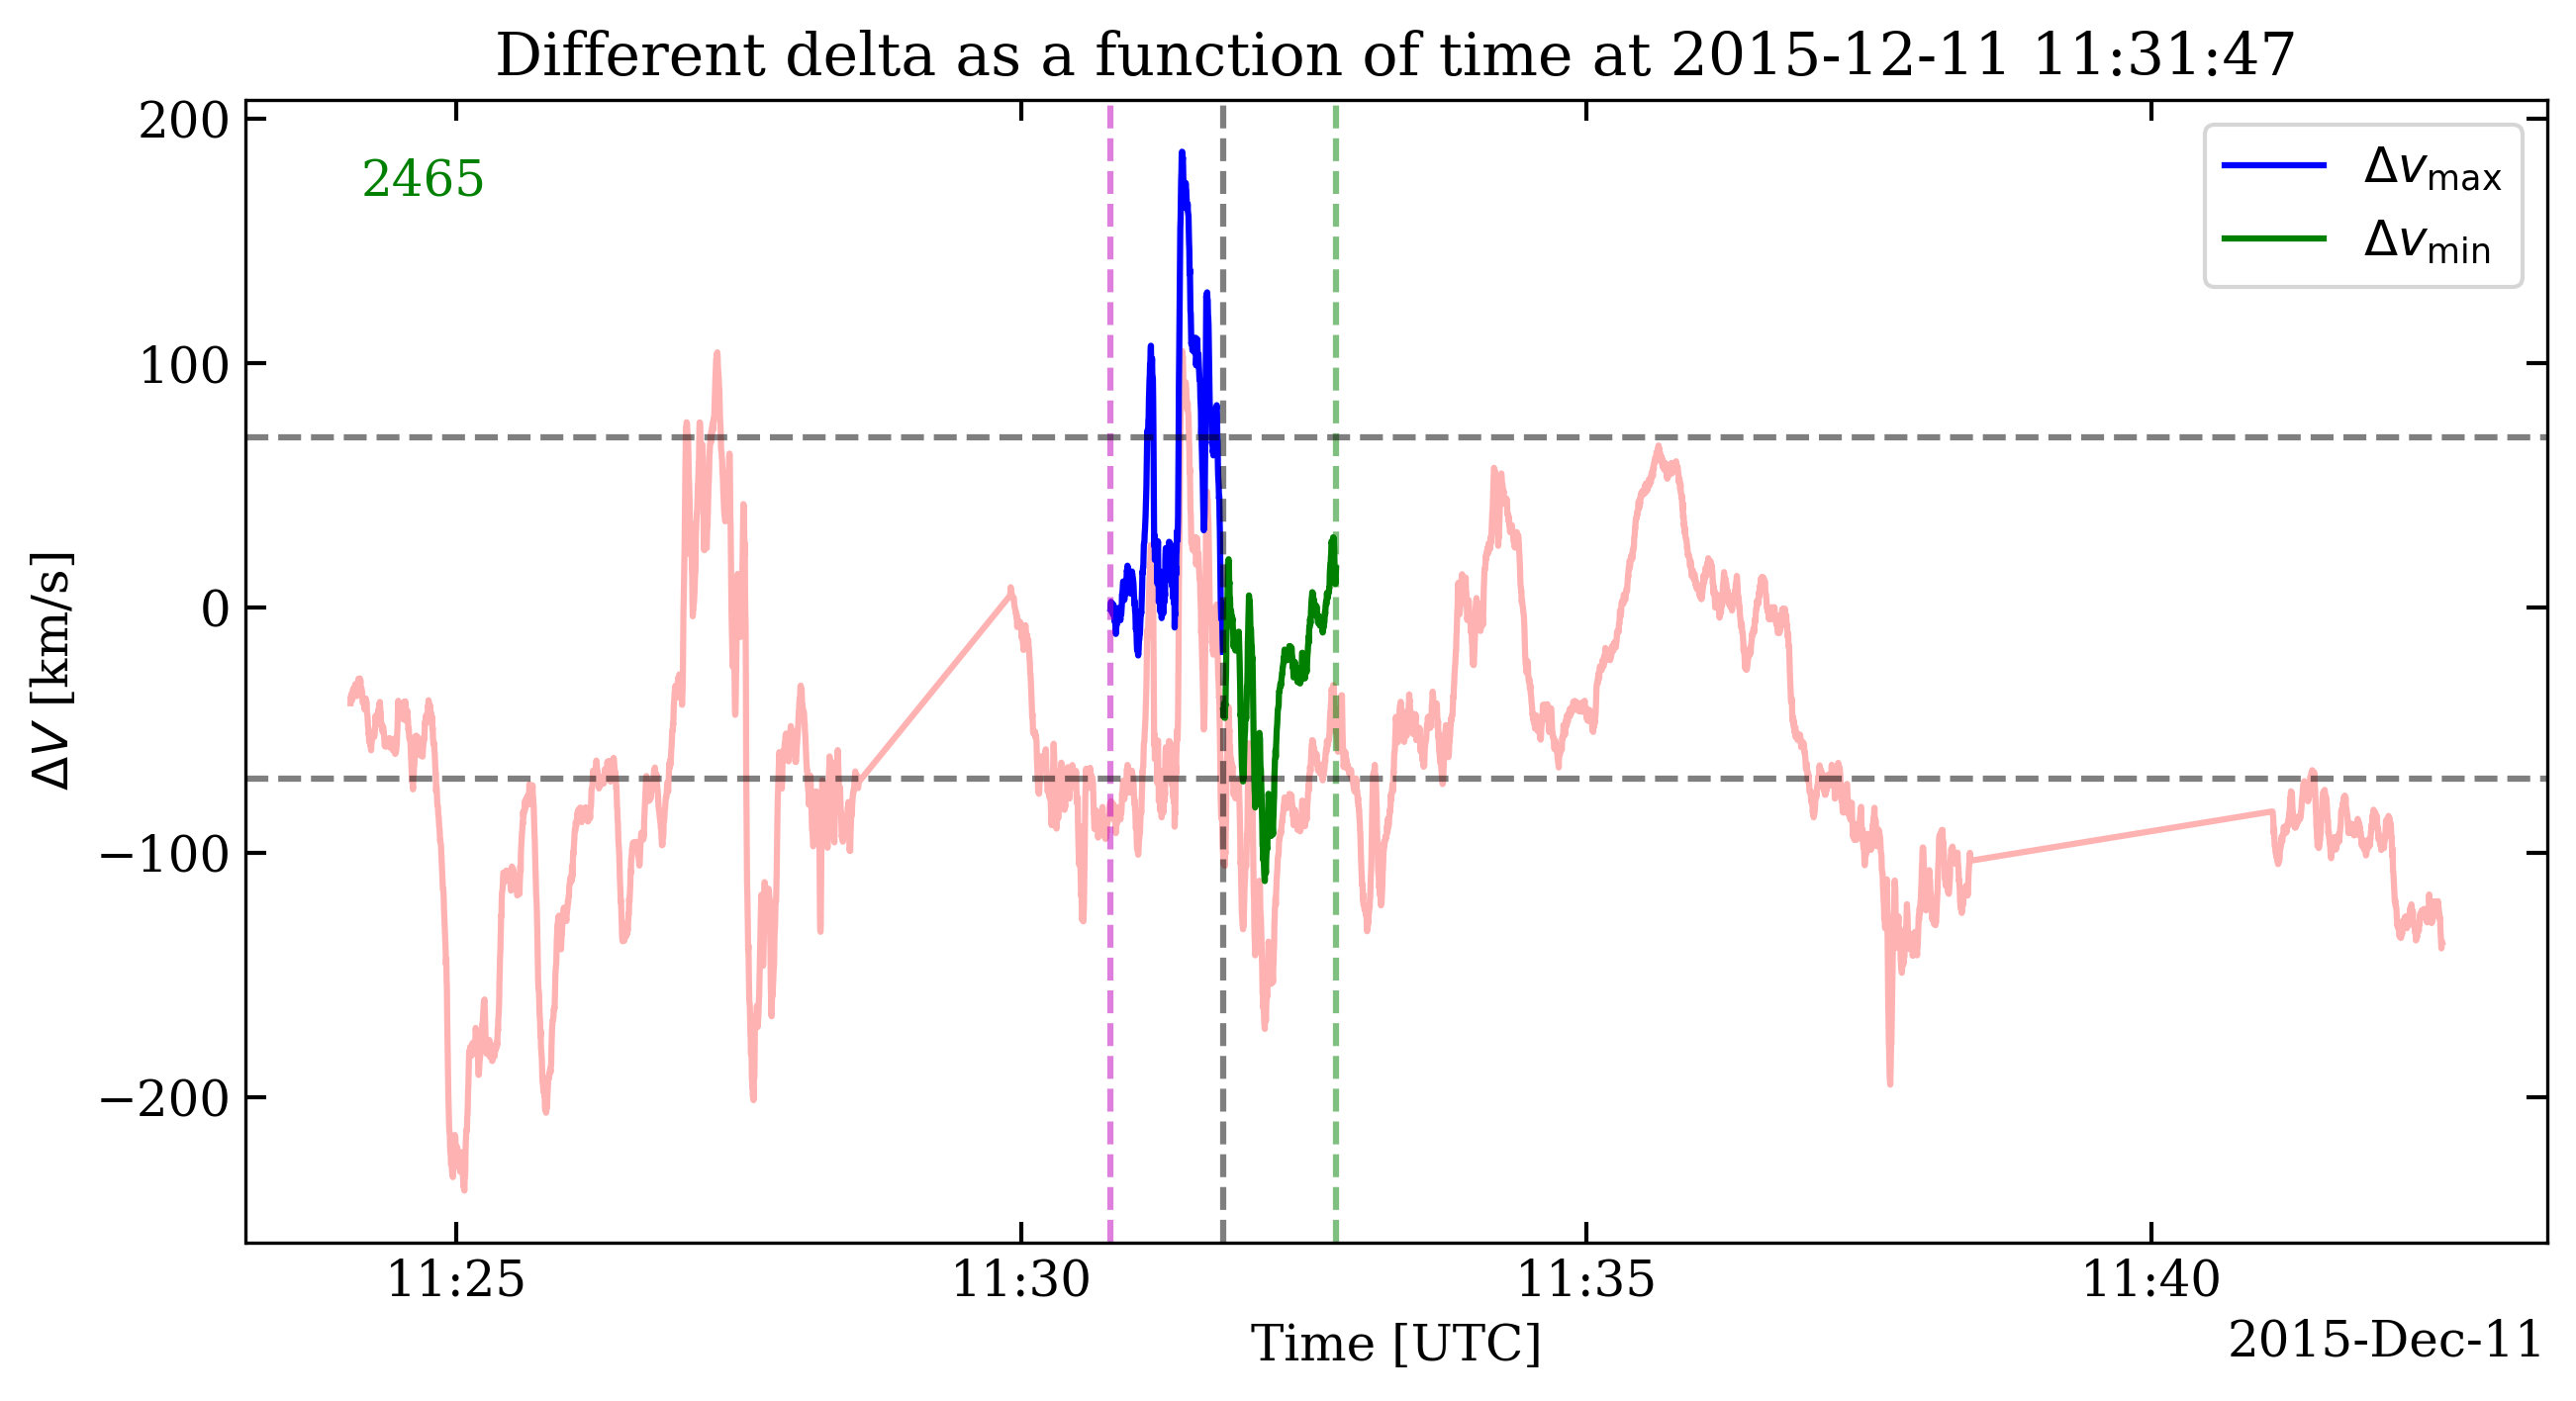 Different delta as a function of time at 2015-12-11 11:31:47
200
100
0
−100
−200
ΔV [km/s]
2465
Δv_max
Δv_min
11:25
11:30
11:35
11:40
Time [UTC]
2015-Dec-11